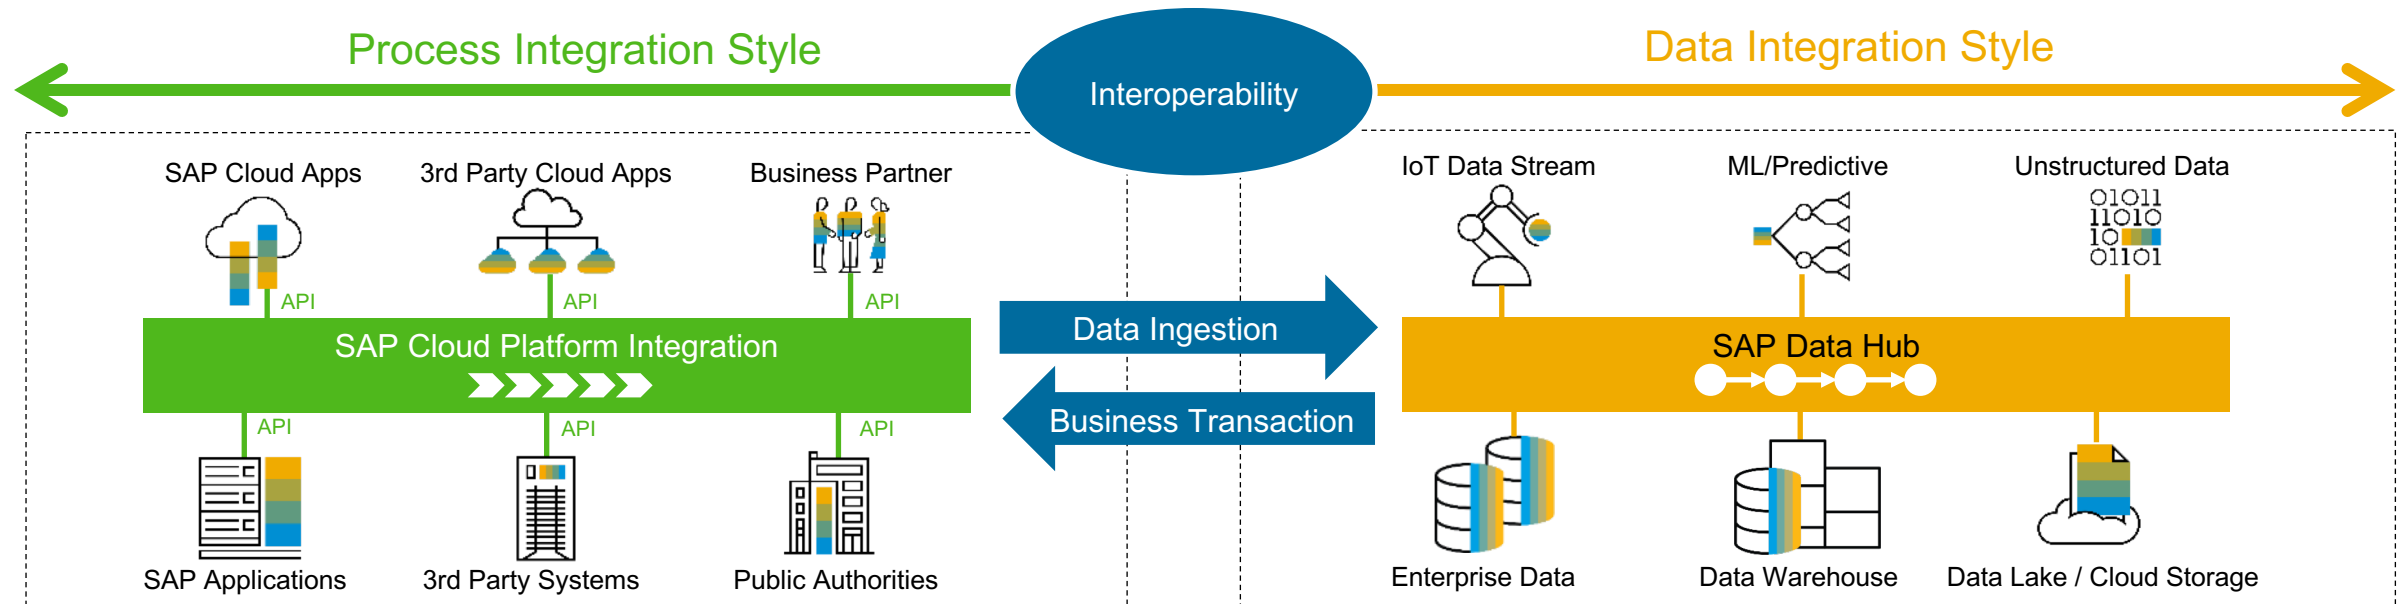 Process Integration Style
Interoperability
Data Integration Style
SAP Cloud Apps
3rd Party Cloud Apps
Business Partner
IoT Data Stream
ML/Predictive
Unstructured Data
01011
11010
10
01101
API
API
API
SAP Cloud Platform Integration
Data Ingestion
Business Transaction
SAP Data Hub
API
API
API
SAP Applications
3rd Party Systems
Public Authorities
Enterprise Data
Data Warehouse
Data Lake / Cloud Storage